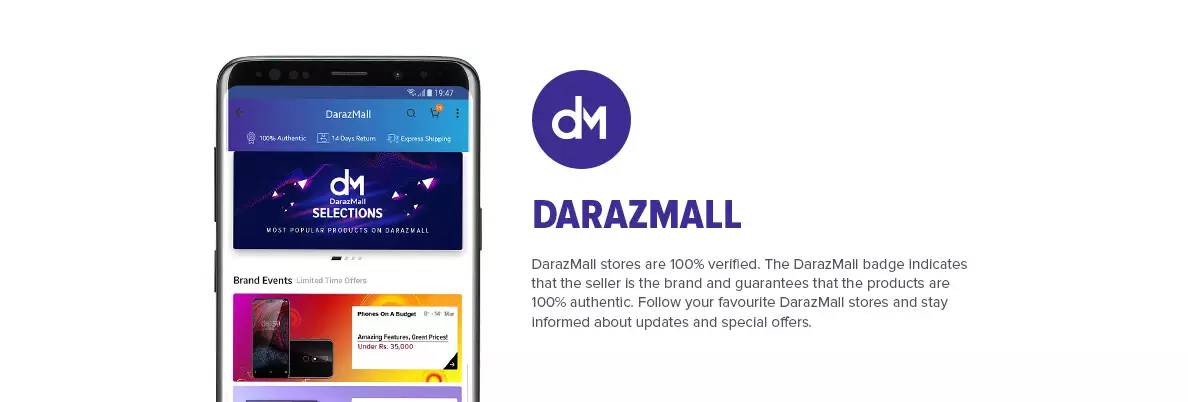 19:47
DarazMall
100% Authentic
14 Days Return
Express Shipping
dM
DarazMall
SELECTIONS
MOST POPULAR PRODUCTS ON DARAZMALL
Brand Events Limited Time Offers
Phones On A Budget
Amazing Features, Great Prices!
Under Rs. 35,000
dM
DARAZMALL
DarazMall stores are 100% verified. The DarazMall badge indicates
that the seller is the brand and guarantees that the products are
100% authentic. Follow your favourite DarazMall stores and stay
informed about updates and special offers.